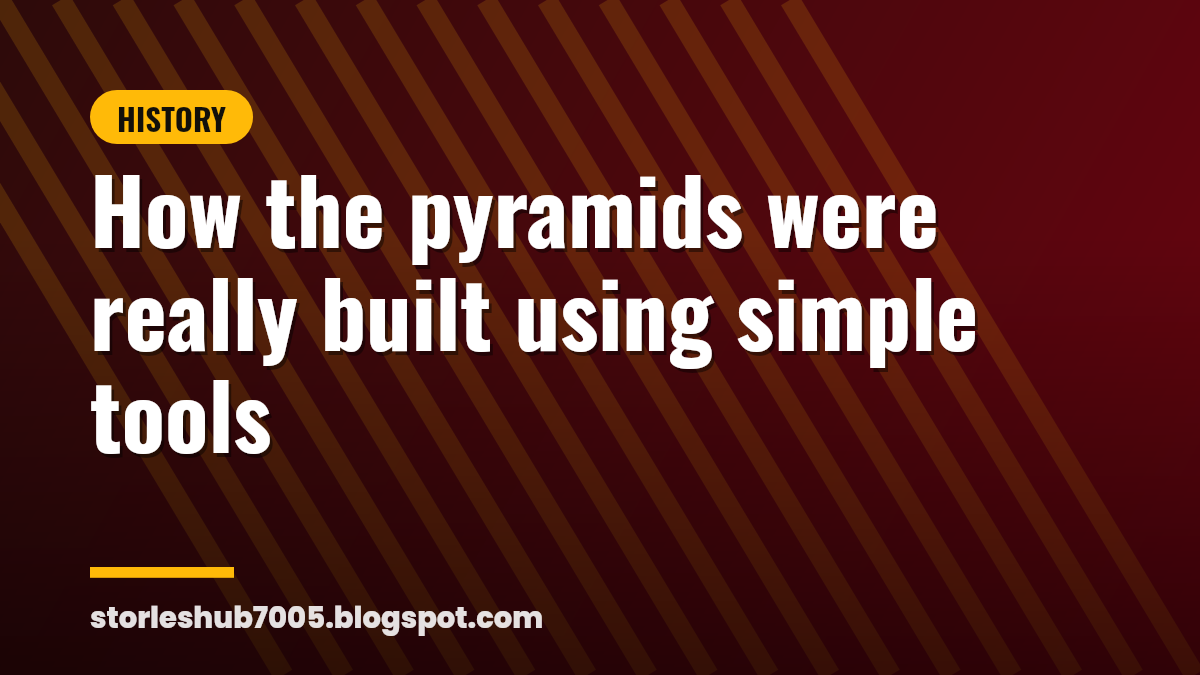 HISTORY
How the pyramids were
really built using simple
tools
storleshub7005.blogspot.com